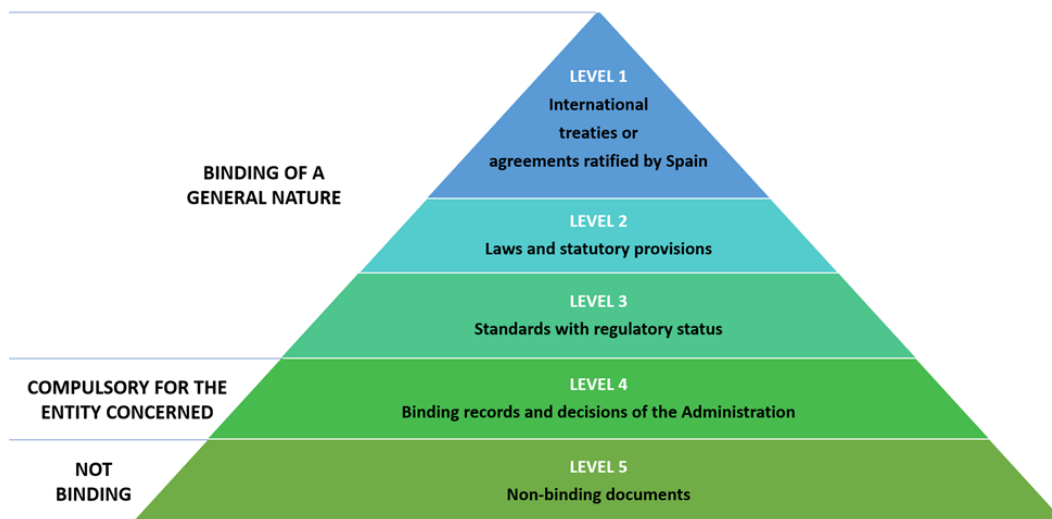 LEVEL 1
International
treaties or
agreements ratified by Spain
BINDING OF A
GENERAL NATURE
LEVEL 2
Laws and statutory provisions
LEVEL 3
Standards with regulatory status
COMPULSORY FOR THE
ENTITY CONCERNED
LEVEL 4
Binding records and decisions of the Administration
NOT
BINDING
LEVEL 5
Non-binding documents